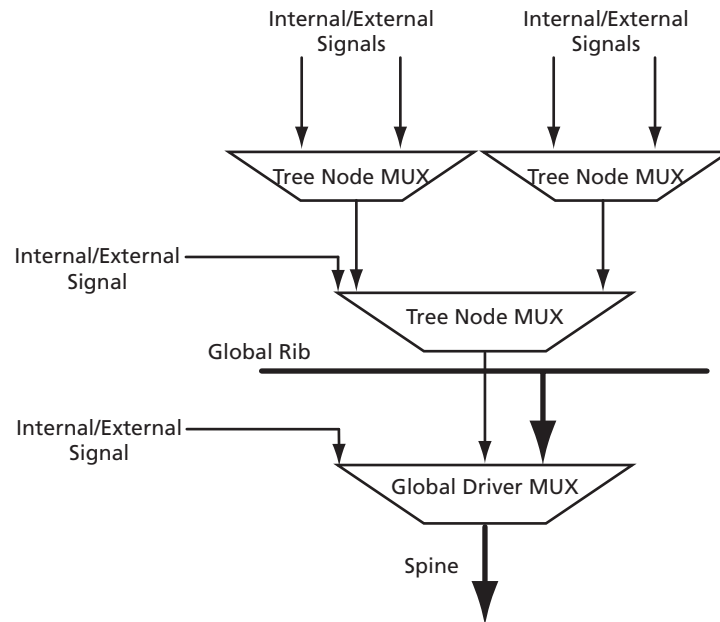 Internal/External
Signals
Internal/External
Signals
Tree Node MUX
Tree Node MUX
Internal/External
Signal
Tree Node MUX
Global Rib
Internal/External
Signal
Global Driver MUX
Spine